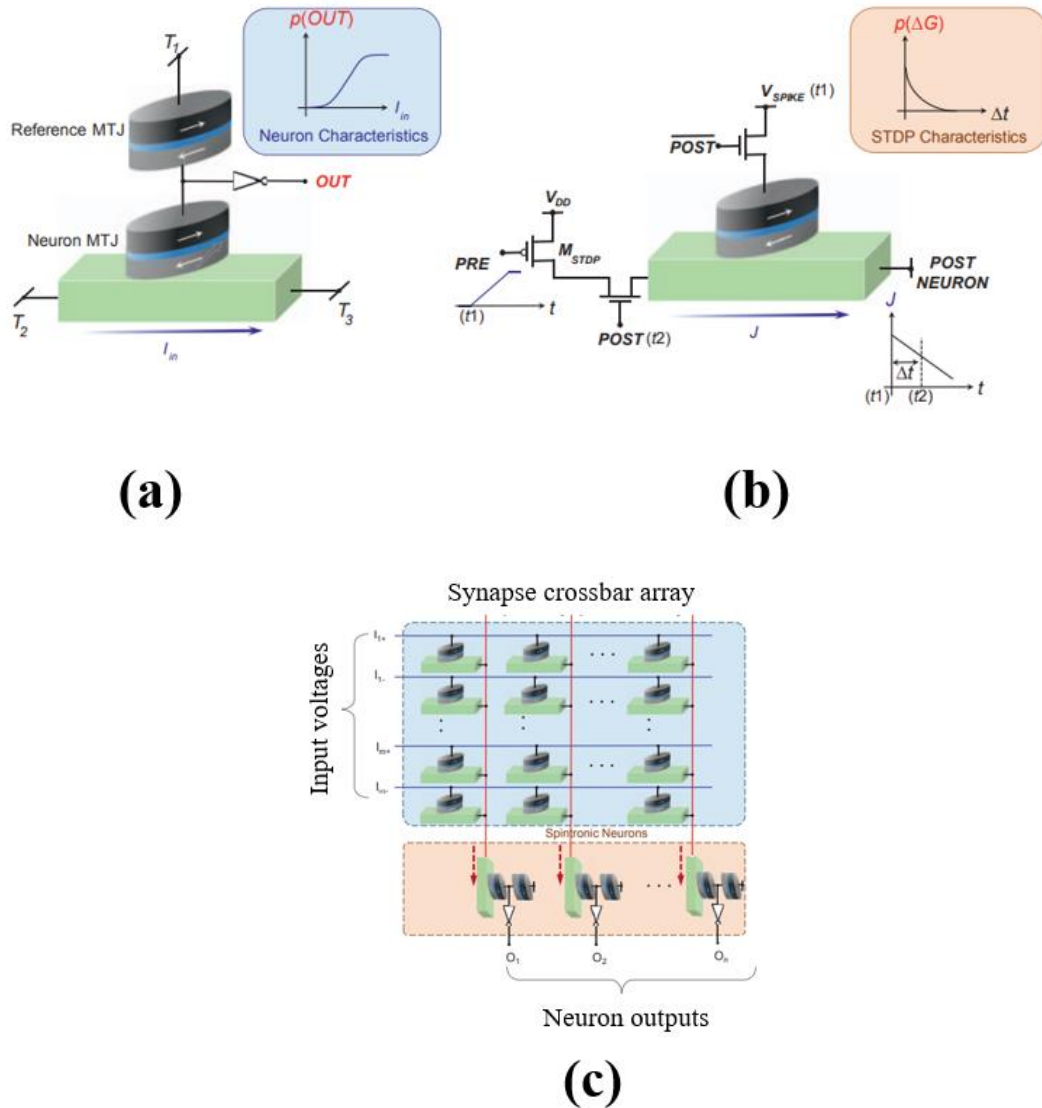 p(OUT)
T1
I_in
Neuron Characteristics
Reference MTJ
OUT
Neuron MTJ
T2
T3
I_in
(a)
p(ΔG)
Δt
STDP Characteristics
V_SPIKE (t1)
POST
V_DD
PRE
M_STDP
(t1)
t
POST (t2)
J
POST
NEURON
J
Δt
(t1)
(t2)
t
(b)
Synapse crossbar array
Input voltages
I1+
I1-
Im+
Im-
Spintronic Neurons
O1
O2
On
Neuron outputs
(c)